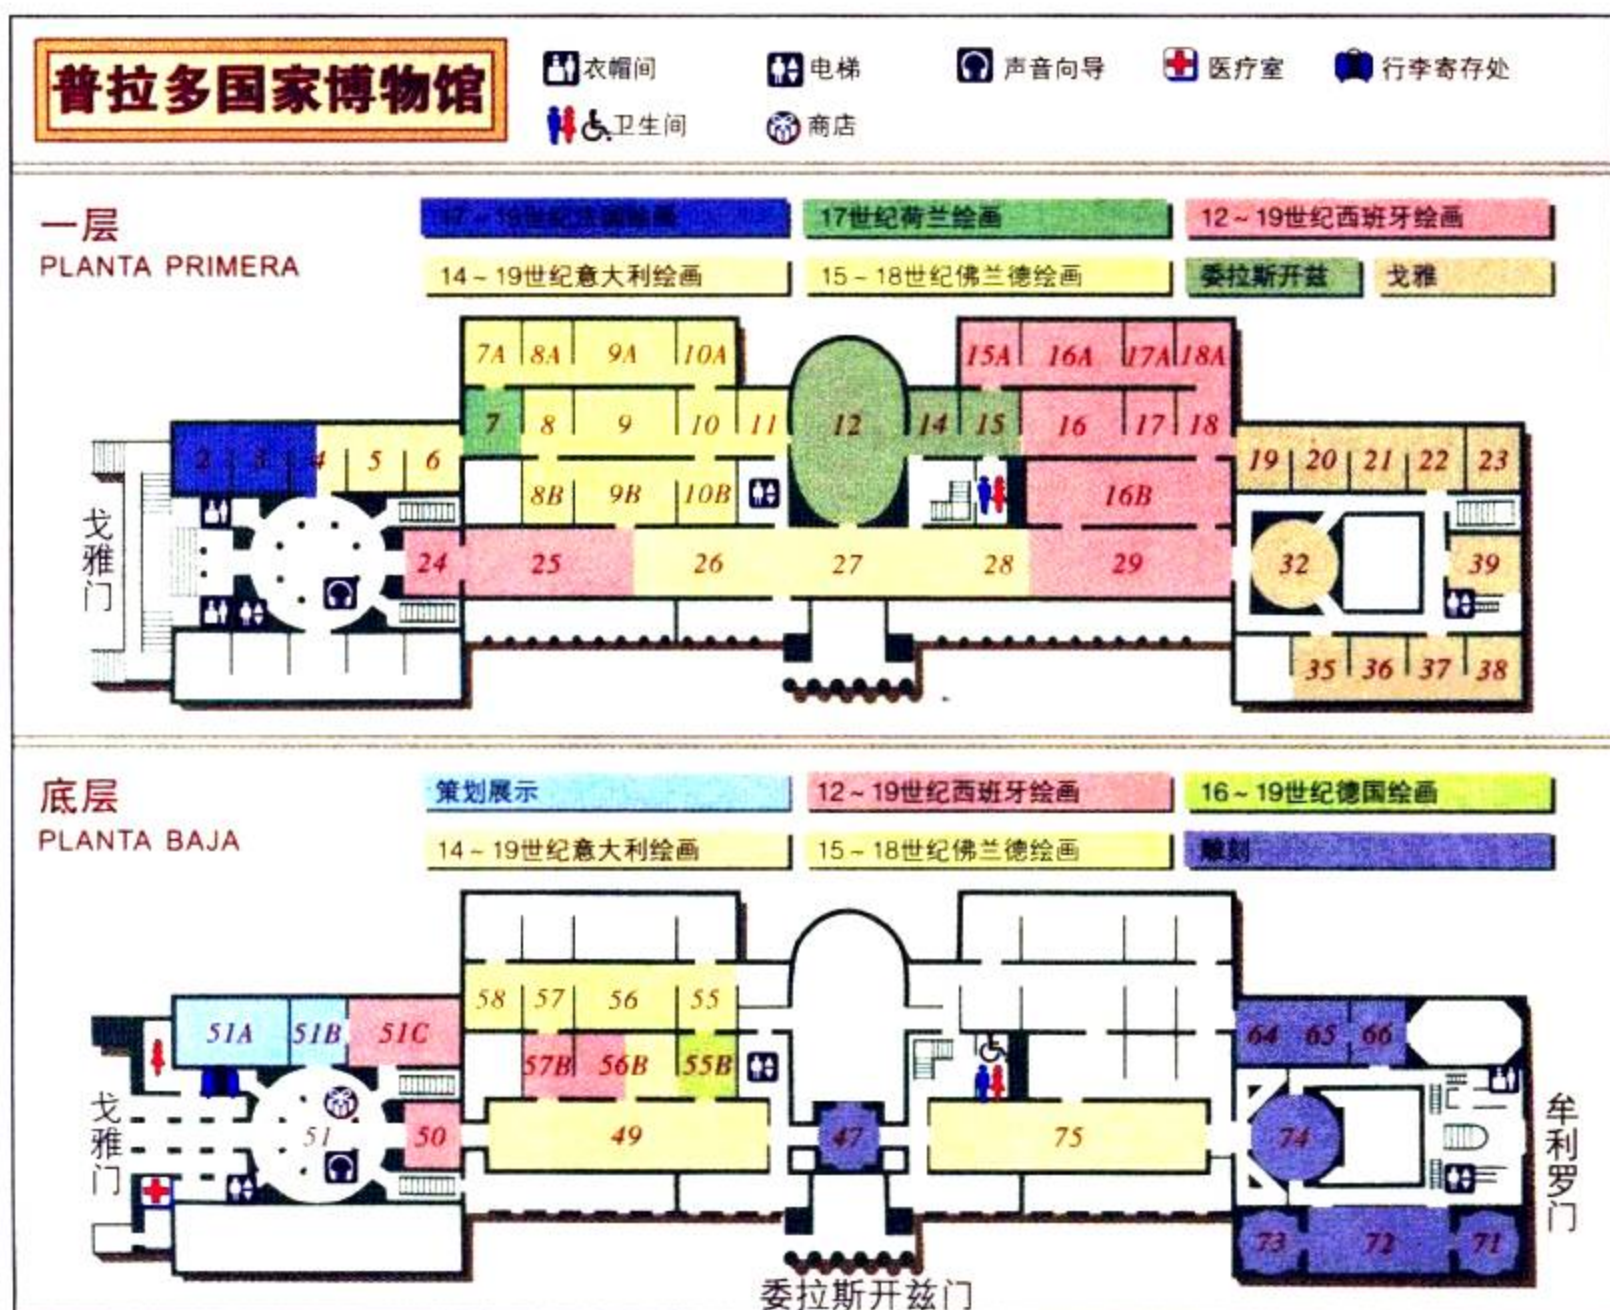 普拉多国家博物馆
衣帽间 电梯 声音向导 医疗室 行李寄存处
卫生间 商店
一层
PLANTA PRIMERA
17~19世纪法国绘画 17世纪荷兰绘画 12~19世纪西班牙绘画
14~19世纪意大利绘画 15~18世纪佛兰德绘画 委拉斯开兹 戈雅
7A 8A 9A 10A 15A 16A 17A 18A
7 8 9 10 11 12 14 15 16 17 18
2 3 4 5 6 19 20 21 22 23
8B 9B 10B 16B
戈雅门
24 25 26 27 28 29 32 39
35 36 37 38
底层
PLANTA BAJA
策划展示 12~19世纪西班牙绘画 16~19世纪德国绘画
14~19世纪意大利绘画 15~18世纪佛兰德绘画 雕刻
58 57 56 55
51A 51B 51C 64 65 66
57B 56B 55B
戈雅门
51 50 49 47 75 74
牟利罗门
73 72 71
委拉斯开兹门